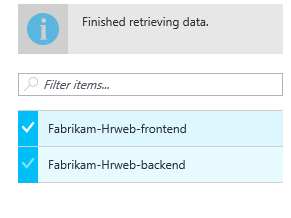 Finished retrieving data.
Filter items...
Fabrikam-Hrweb-frontend
Fabrikam-Hrweb-backend